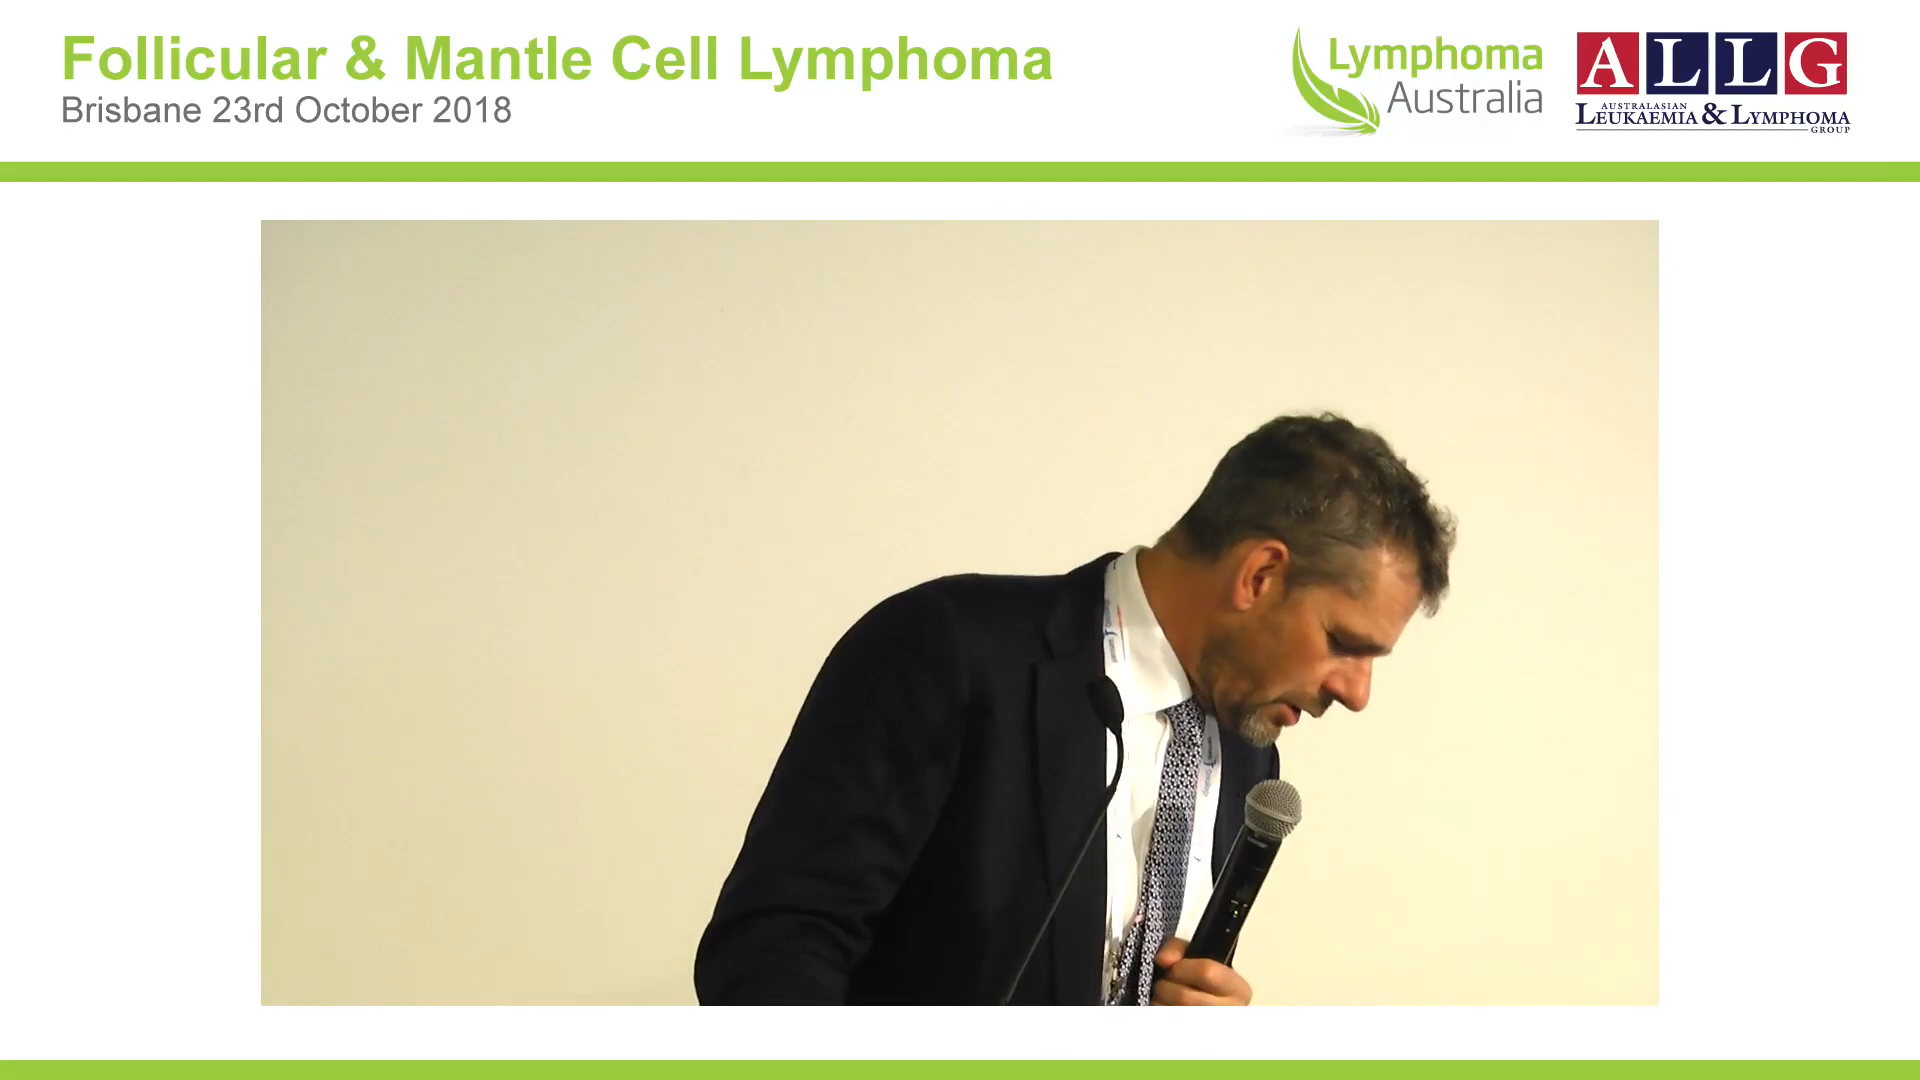 Follicular & Mantle Cell Lymphoma
Brisbane 23rd October 2018
Lymphoma
Australia
ALLG
AUSTRALASIAN
LEUKAEMIA & LYMPHOMA
GROUP